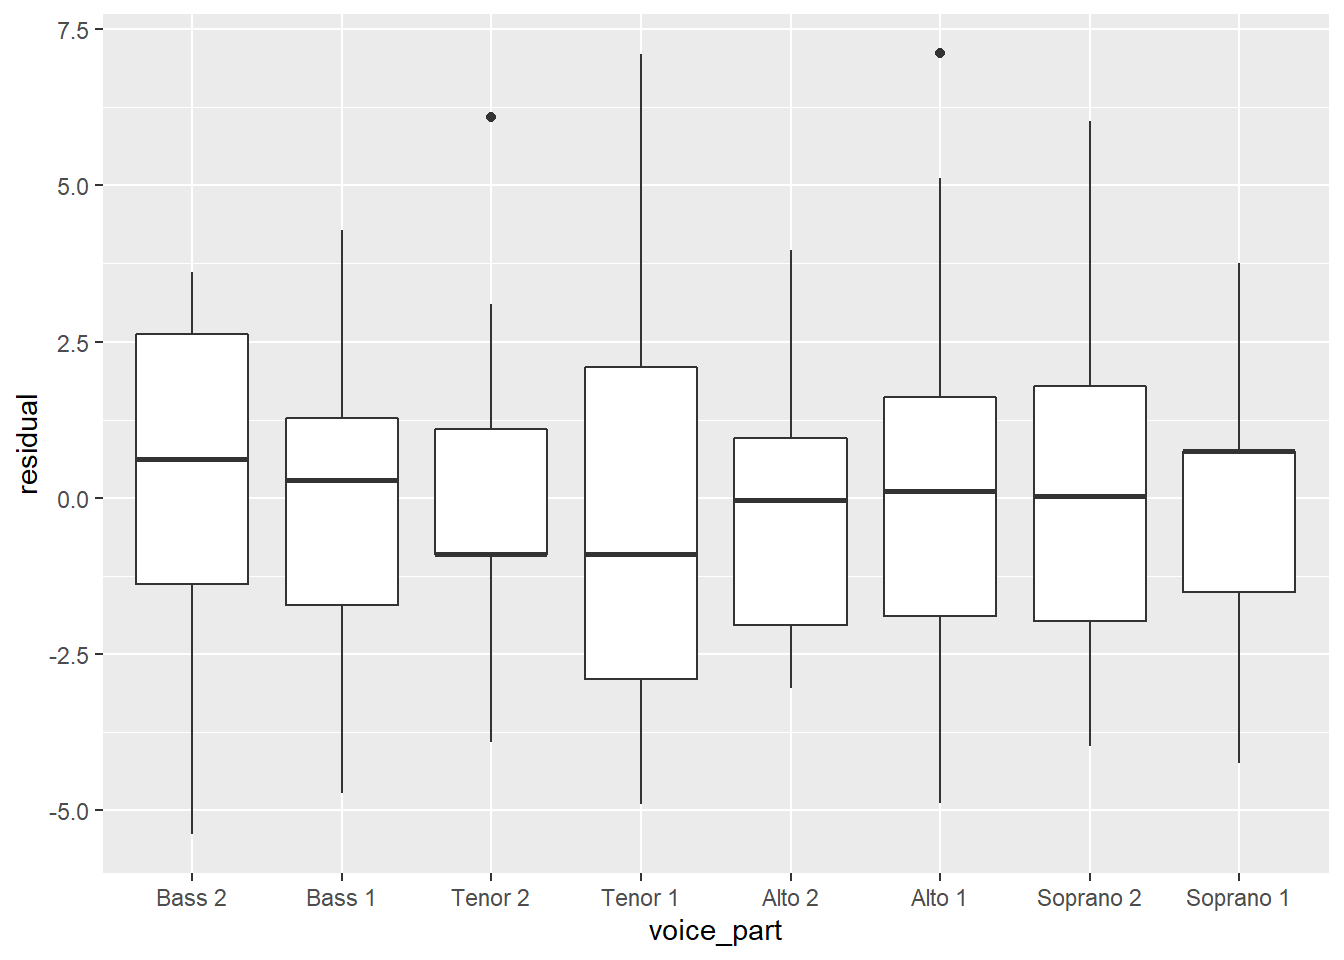 7.5
5.0
2.5
0.0
-2.5
-5.0
residual
Bass 2 Bass 1 Tenor 2 Tenor 1 Alto 2 Alto 1 Soprano 2 Soprano 1
voice_part